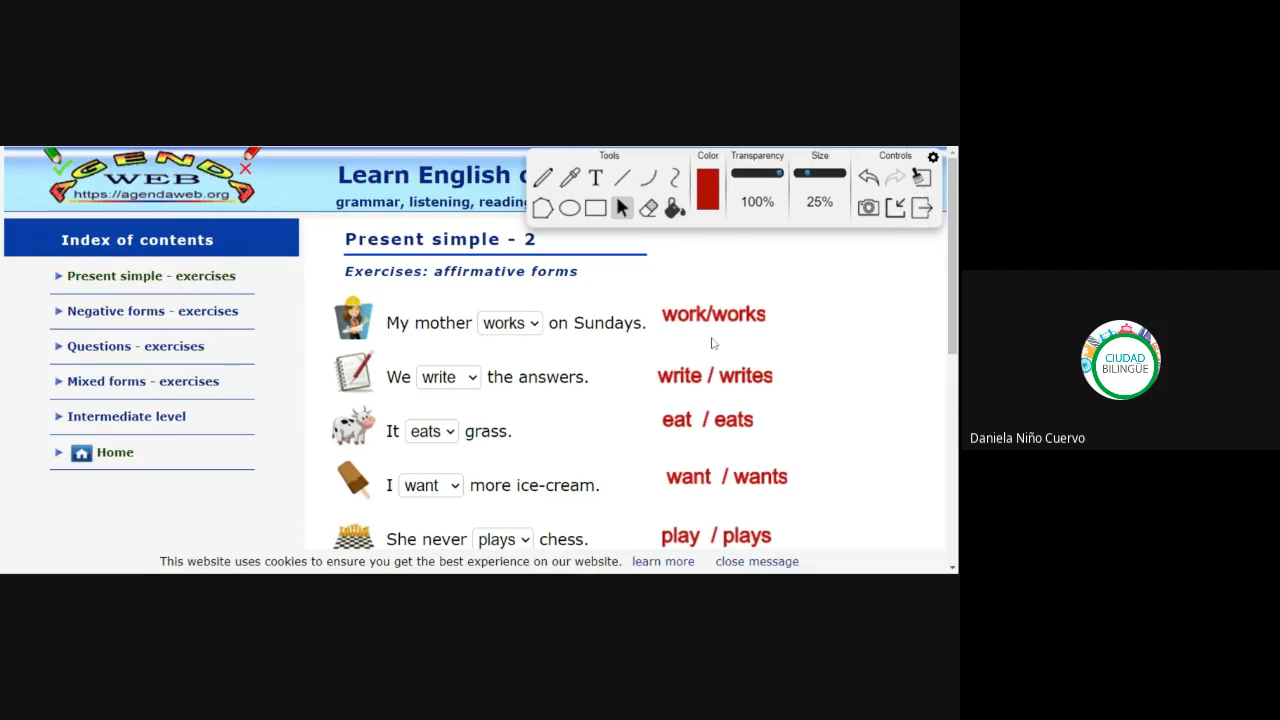 AGENDA
WEB
https://agendaweb.org
Learn English o
grammar, listening, reading
Tools
Color
Transparency
Size
Controls
T
100%
25%
Index of contents
Present simple - exercises
Negative forms - exercises
Questions - exercises
Mixed forms - exercises
Intermediate level
Home
Present simple - 2
Exercises: affirmative forms
My mother works on Sundays. work/works
We write the answers. write / writes
It eats grass. eat / eats
I want more ice-cream. want / wants
She never plays chess. play / plays
This website uses cookies to ensure you get the best experience on our website. learn more close message
CIUDAD
BILINGÜE
Daniela Niño Cuervo